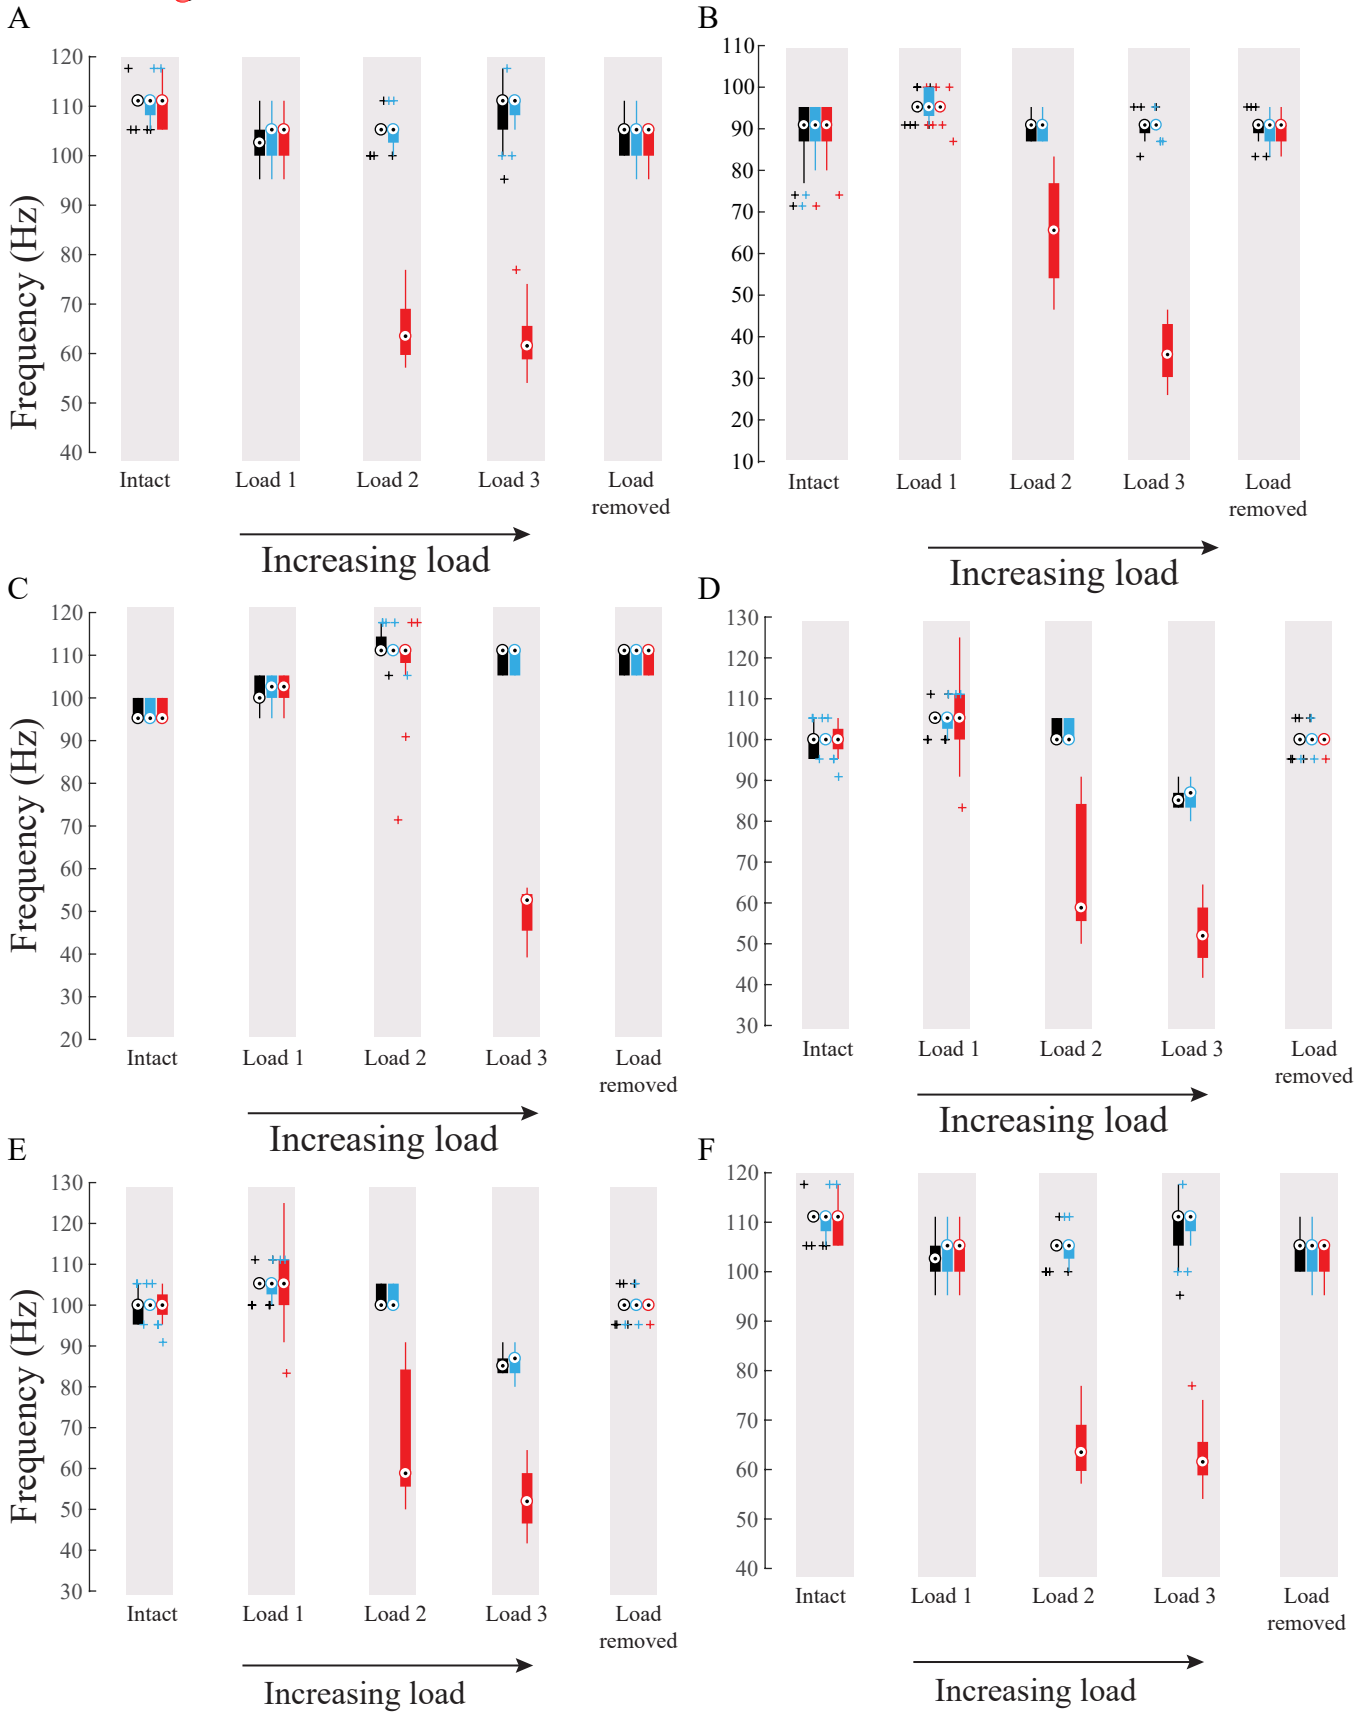 A
120
110
100
90
80
70
60
50
40
Frequency (Hz)
Intact
Load 1
Load 2
Load 3
Load
removed
Increasing load
B
110
100
90
80
70
60
50
40
30
20
10
Intact
Load 1
Load 2
Load 3
Load
removed
Increasing load
C
120
110
100
90
80
70
60
50
40
30
20
Frequency (Hz)
Intact
Load 1
Load 2
Load 3
Load
removed
Increasing load
D
130
120
110
100
90
80
70
60
50
40
30
Intact
Load 1
Load 2
Load 3
Load
removed
Increasing load
E
130
120
110
100
90
80
70
60
50
40
30
Frequency (Hz)
Intact
Load 1
Load 2
Load 3
Load
removed
Increasing load
F
120
110
100
90
80
70
60
50
40
Intact
Load 1
Load 2
Load 3
Load
removed
Increasing load